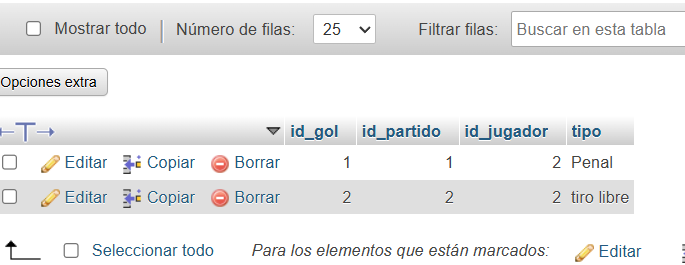 Mostrar todo Número de filas: 25 Filtrar filas: Buscar en esta tabla
Opciones extra
←T→ id_gol id_partido id_jugador tipo
Editar Copiar Borrar 1 1 2 Penal
Editar Copiar Borrar 2 2 2 tiro libre
Seleccionar todo Para los elementos que están marcados: Editar